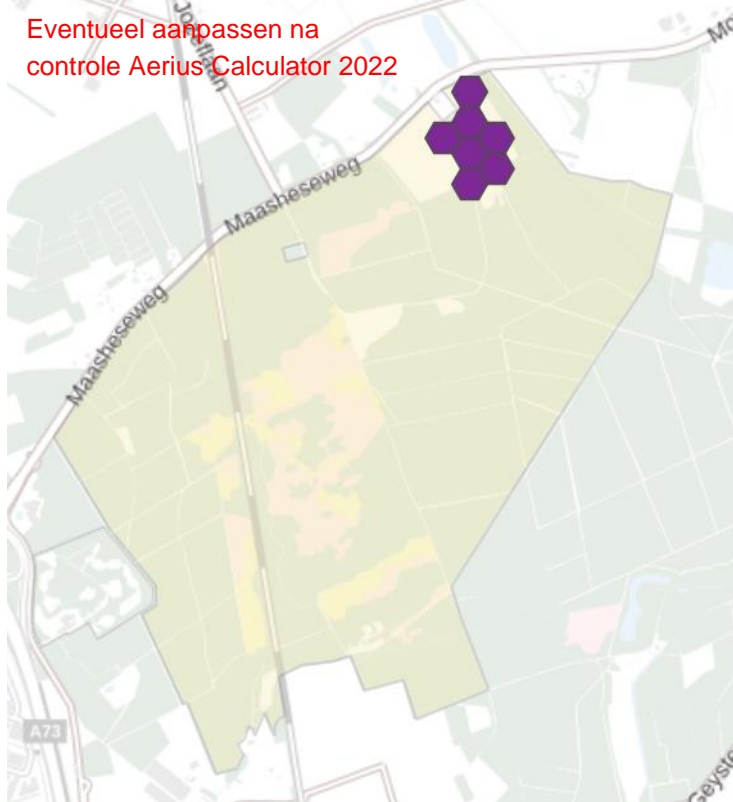 Eventueel aanpassen na
controle Aerius Calculator 2022
Maasheseweg
Maasheseweg
A73